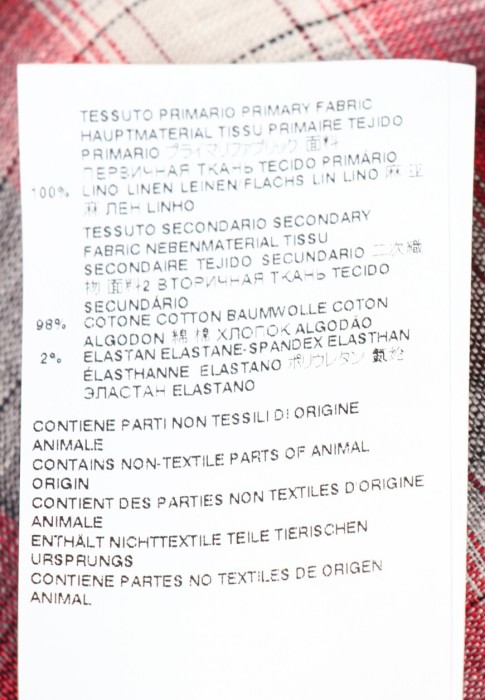 TESSUTO PRIMARIO PRIMARY FABRIC
HAUPTMATERIAL TISSU PRIMAIRE TEJIDO
PRIMARIO プライマリファブリック 面料
ПЕРВИЧНАЯ ТКАНЬ TECIDO PRIMÁRIO
100% LINO LINEN LEINEN/FLACHS LIN LINO 麻 亚
麻 ЛЕН LINHO
TESSUTO SECONDARIO SECONDARY
FABRIC NEBENMATERIAL TISSU
SECONDAIRE TEJIDO SECUNDARIO 二次織
物 面料2 ВТОРИЧНАЯ ТКАНЬ TECIDO
SECUNDÁRIO
98% COTONE COTTON BAUMWOLLE COTON
ALGODON 綿 棉 ХЛОПОК ALGODÃO
2% ELASTAN ELASTANE-SPANDEX ELASTHAN
ÉLASTHANNE ELASTANO ポリウレタン 氨纶
ЭЛАСТАН ELASTANO
CONTIENE PARTI NON TESSILI DI ORIGINE
ANIMALE
CONTAINS NON-TEXTILE PARTS OF ANIMAL
ORIGIN
CONTIENT DES PARTIES NON TEXTILES D'ORIGINE
ANIMALE
ENTHÄLT NICHTTEXTILE TEILE TIERISCHEN
URSPRUNGS
CONTIENE PARTES NO TEXTILES DE ORIGEN
ANIMAL